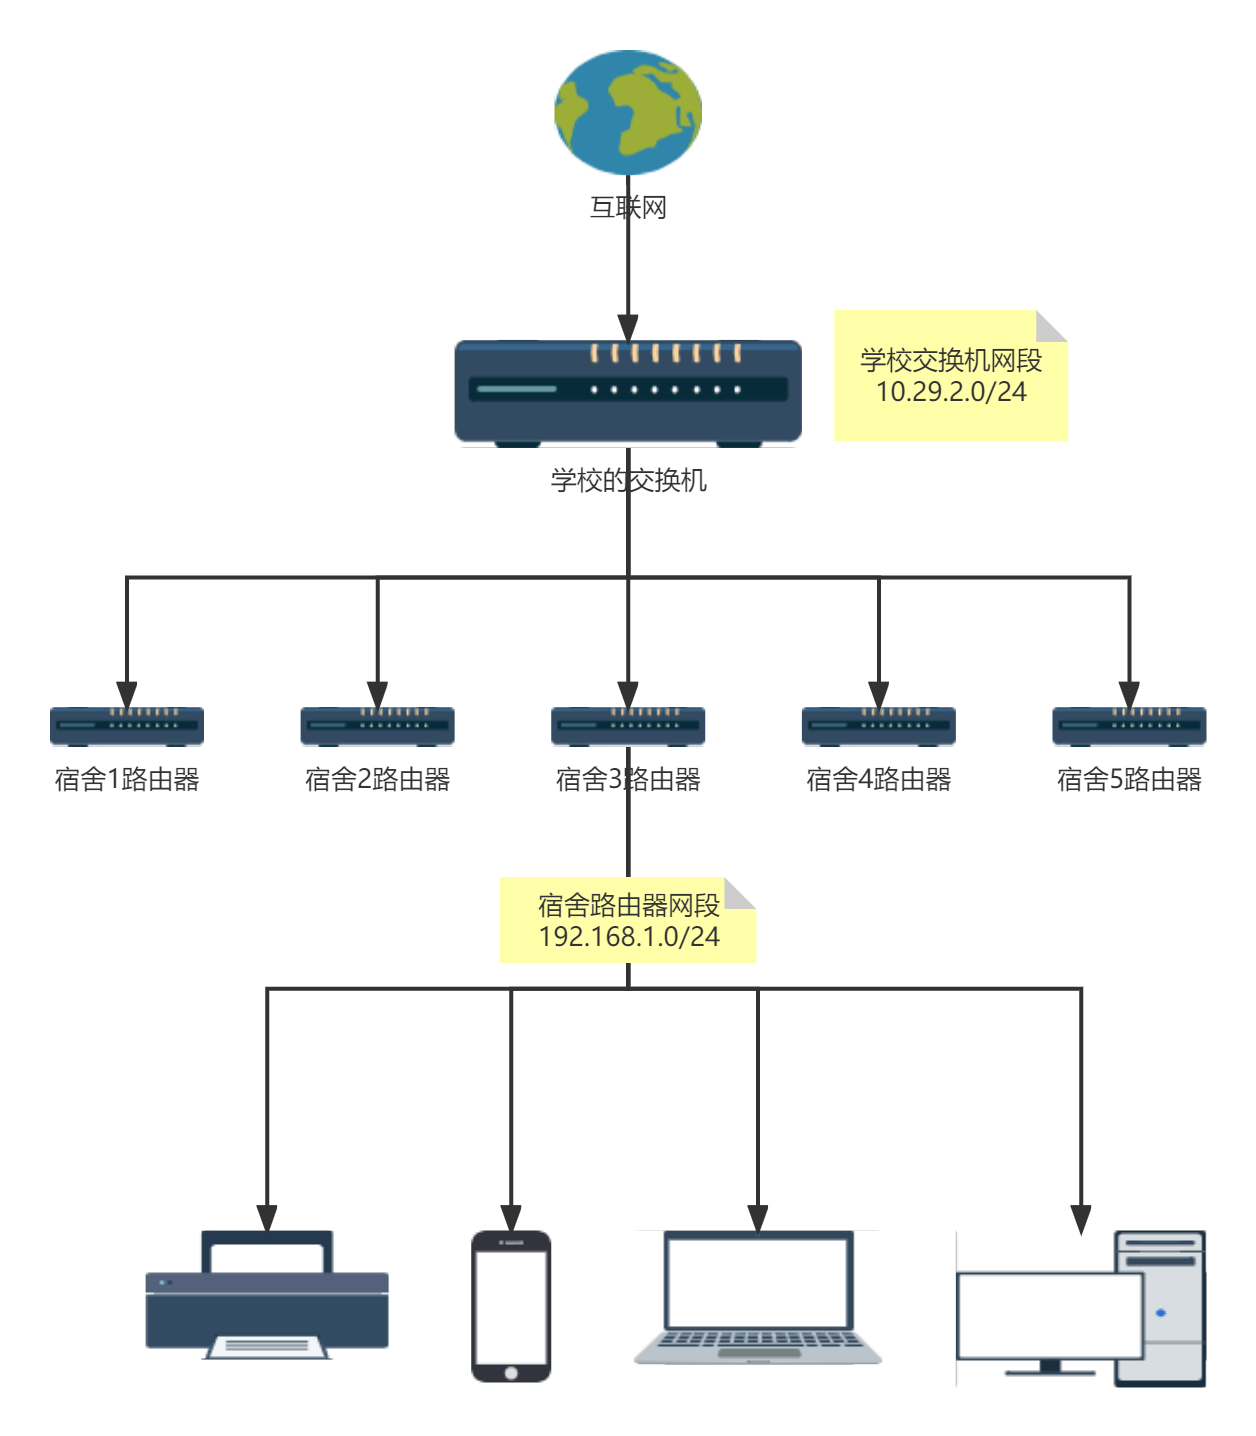 互联网
学校交换机网段
10.29.2.0/24
学校的交换机
宿舍1路由器
宿舍2路由器
宿舍3路由器
宿舍4路由器
宿舍5路由器
宿舍路由器网段
192.168.1.0/24